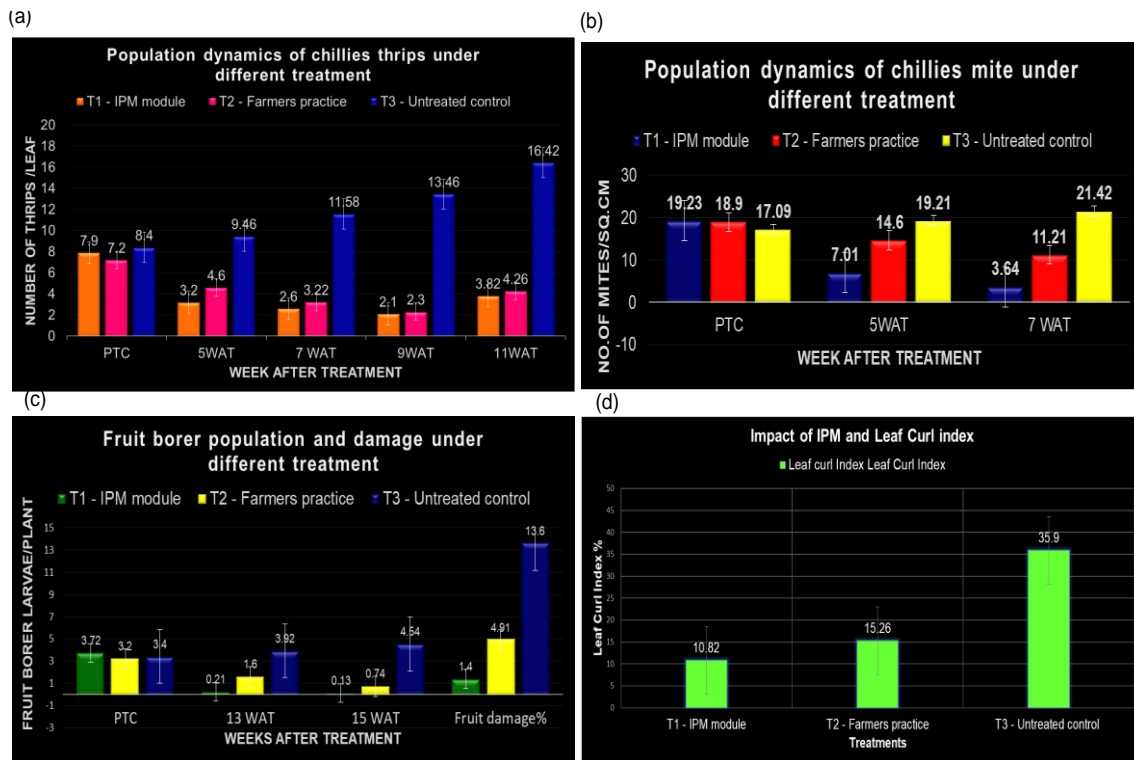 (a)
Population dynamics of chillies thrips under
different treatment
T1 - IPM module T2 - Farmers practice T3 - Untreated control
NUMBER OF THRIPS /LEAF
20
18
16
14
12
10
8
6
4
2
0
7.9 7.2 8.4
3.2 4.6 9.46
2.6 3.22 11.58
2.1 2.3 13.46
3.82 4.26 16.42
PTC 5WAT 7 WAT 9WAT 11WAT
WEEK AFTER TREATMENT
(b)
Population dynamics of chillies mite under
different treatment
T1 - IPM module T2 - Farmers practice T3 - Untreated control
NO.OF MITES/SQ.CM
30
20
10
0
-10
19.23 18.9 17.09
7.01 14.6 19.21
3.64 11.21 21.42
PTC 5WAT 7 WAT
WEEK AFTER TREATMENT
(c)
Fruit borer population and damage under
different treatment
T1 - IPM module T2 - Farmers practice T3 - Untreated control
FRUIT BORER LARVAE/PLANT
15
13
11
9
7
5
3
1
-1
-3
3.72 3.2 3.4
0.21 1.6 3.92
0.13 0.74 4.54
1.4 4.91 13.6
PTC 13 WAT 15 WAT Fruit damage%
WEEKS AFTER TREATMENT
(d)
Impact of IPM and Leaf Curl index
Leaf curl Index Leaf Curl Index
Leaf Curl Index %
50
45
40
35
30
25
20
15
10
5
0
10.82
15.26
35.9
T1 - IPM module T2 - Farmers practice T3 - Untreated control
Treatments